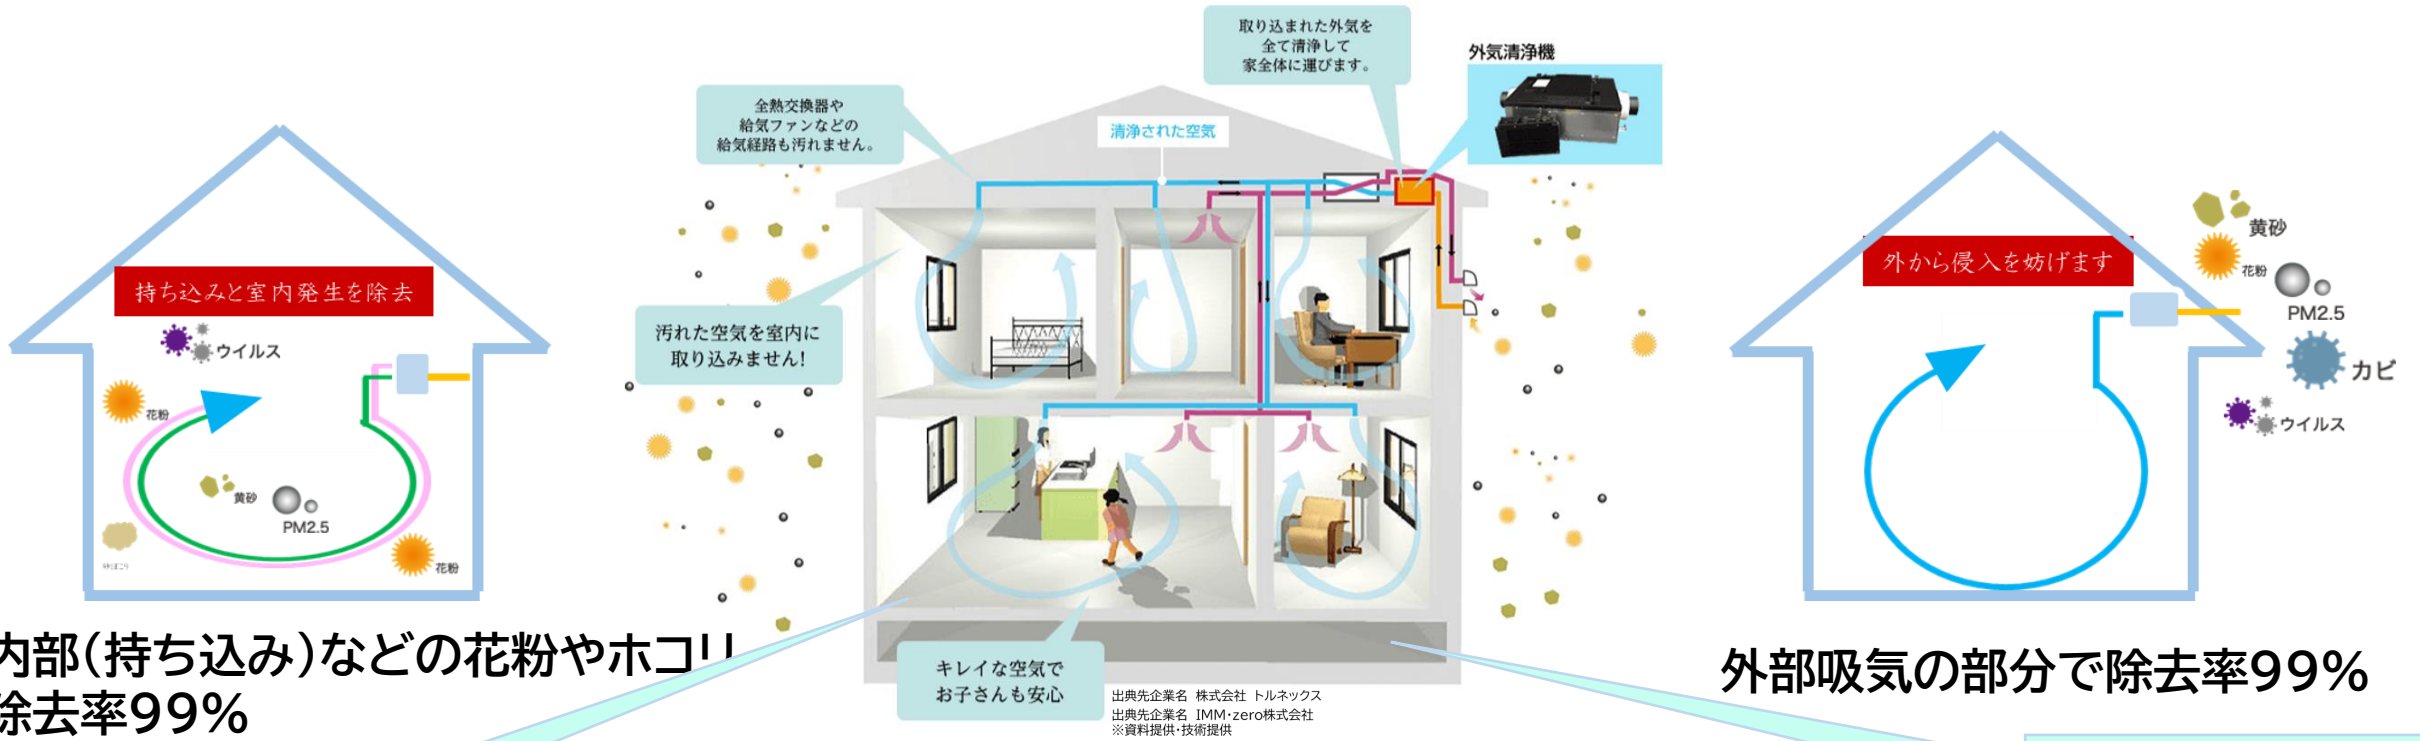 持ち込みと室内発生を除去
ウイルス
花粉
黄砂
PM2.5
花粉
内部(持ち込み)などの花粉やホコリ
除去率99%
全熱交換器や
給気ファンなどの
給気経路も汚れません。
取り込まれた外気を
全て清浄して
家全体に運びます。
外気清浄機
清浄された空気
汚れた空気を室内に
取り込みません!
キレイな空気で
お子さんも安心
出典先企業名 株式会社 トルネックス
出典先企業名 IMM・zero株式会社
※資料提供・技術提供
外から侵入を妨げます
黄砂
花粉
PM2.5
カビ
ウイルス
外部吸気の部分で除去率99%